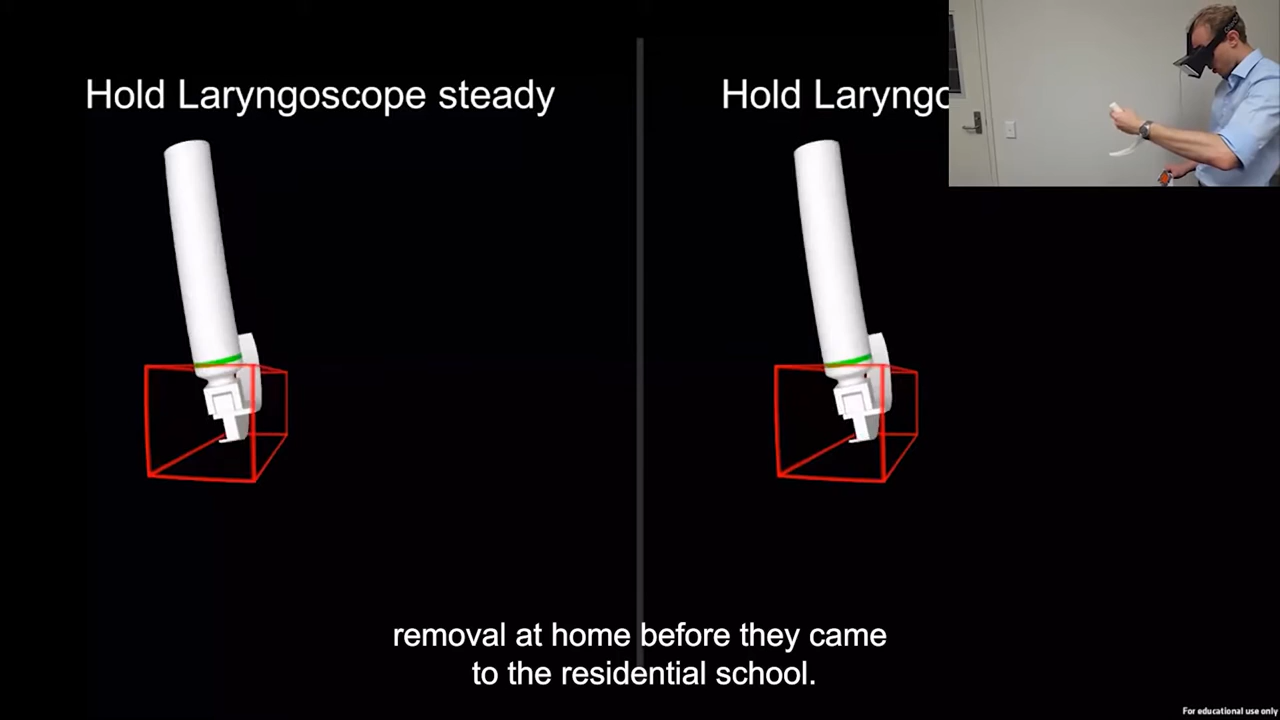 Hold Laryngoscope steady
Hold Laryngo
removal at home before they came
to the residential school.
For educational use only